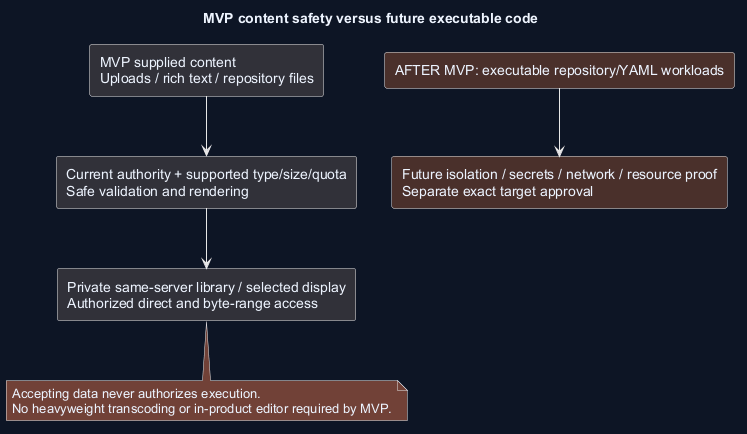 MVP content safety versus future executable code
MVP supplied content
Uploads / rich text / repository files
AFTER MVP: executable repository/YAML workloads
Current authority + supported type/size/quota
Safe validation and rendering
Future isolation / secrets / network / resource proof
Separate exact target approval
Private same-server library / selected display
Authorized direct and byte-range access
Accepting data never authorizes execution.
No heavyweight transcoding or in-product editor required by MVP.